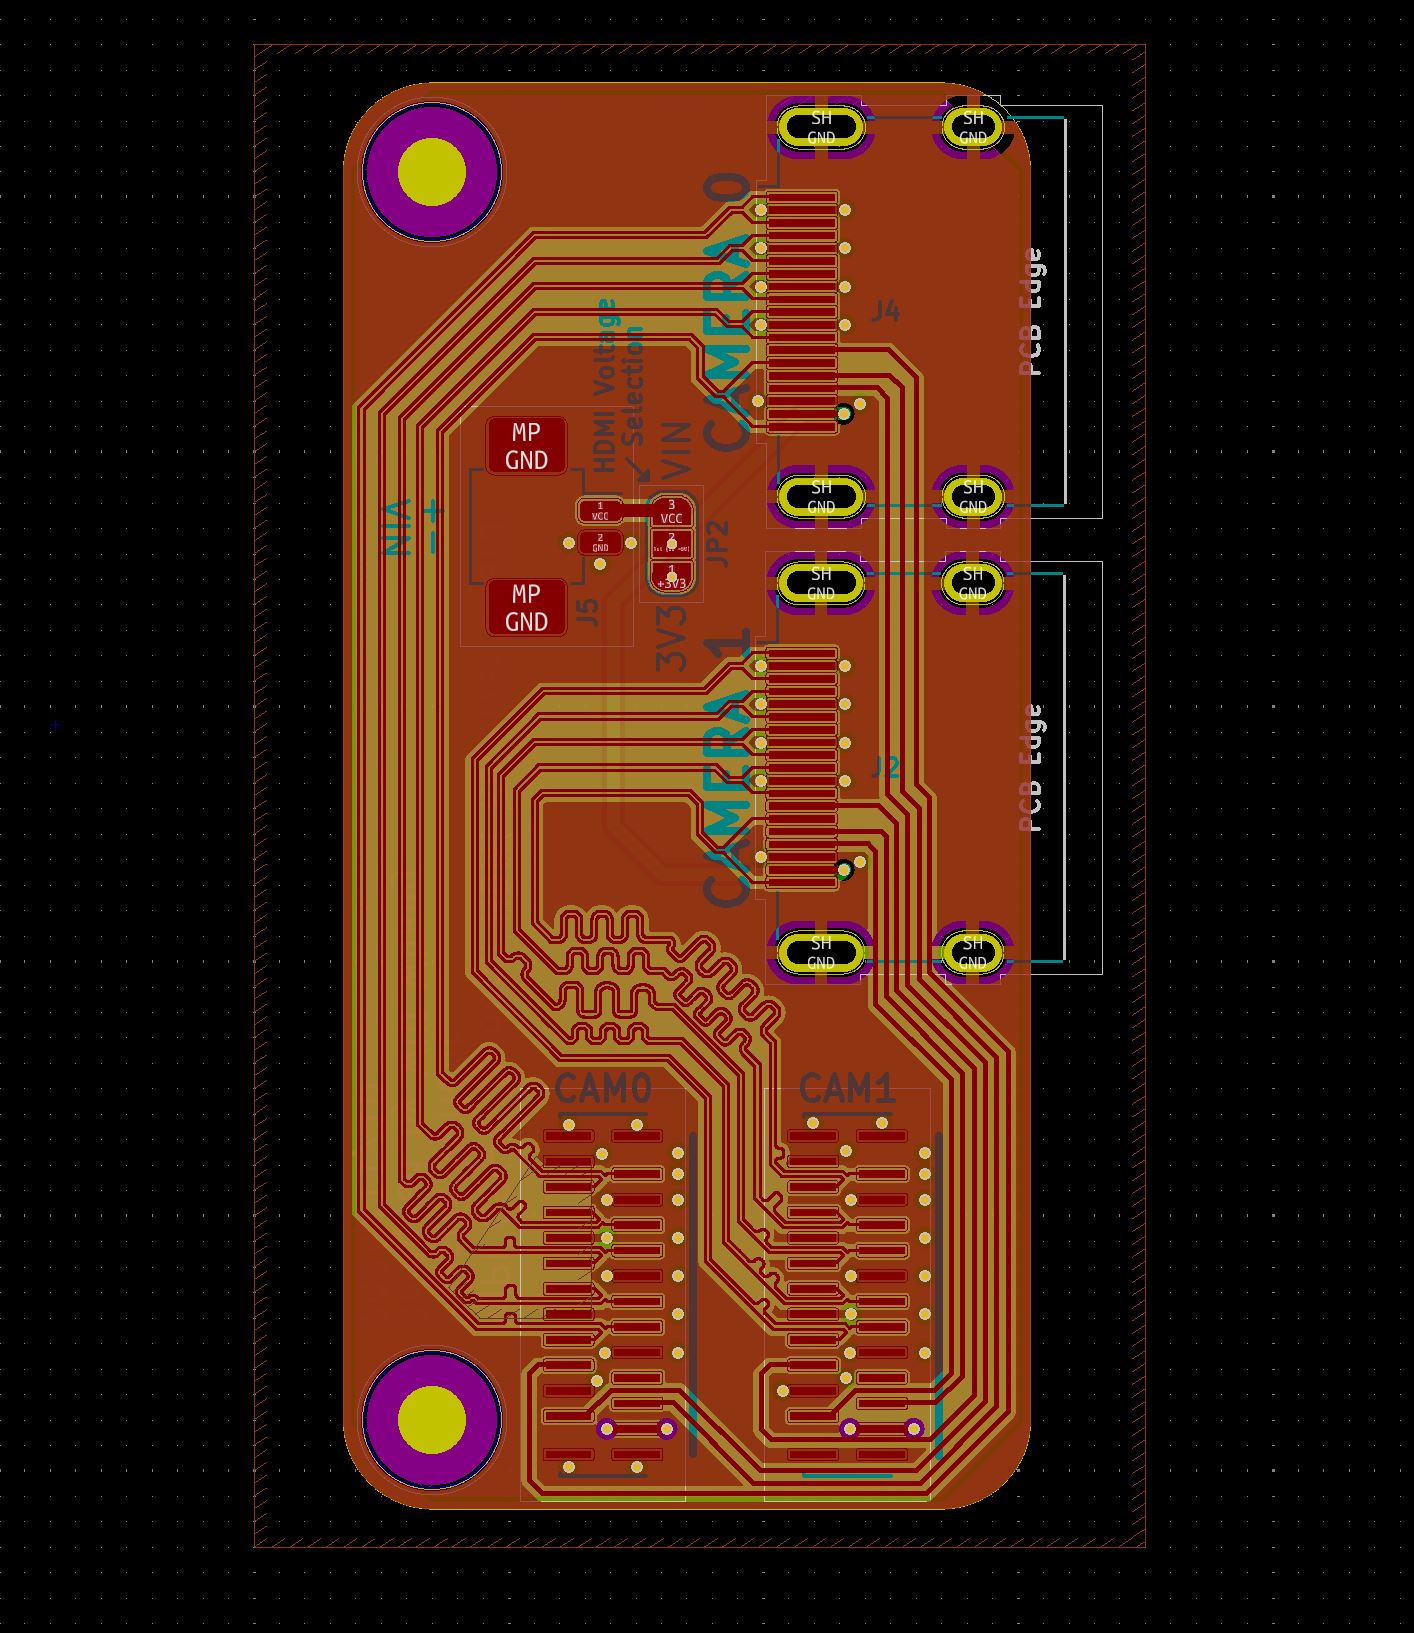 SH
GND
SH
GND
CAMERA 0
PCB Edge
J4
HDMI Voltage
Selection
VIN
MP
GND
SH
GND
SH
GND
VIN
+
-
1
VCC
3
VCC
2
GND
2
JP2
1
+3V3
SH
GND
SH
GND
MP
GND
J5
3V3
CAMERA 1
PCB Edge
J2
SH
GND
SH
GND
CAM0
CAM1